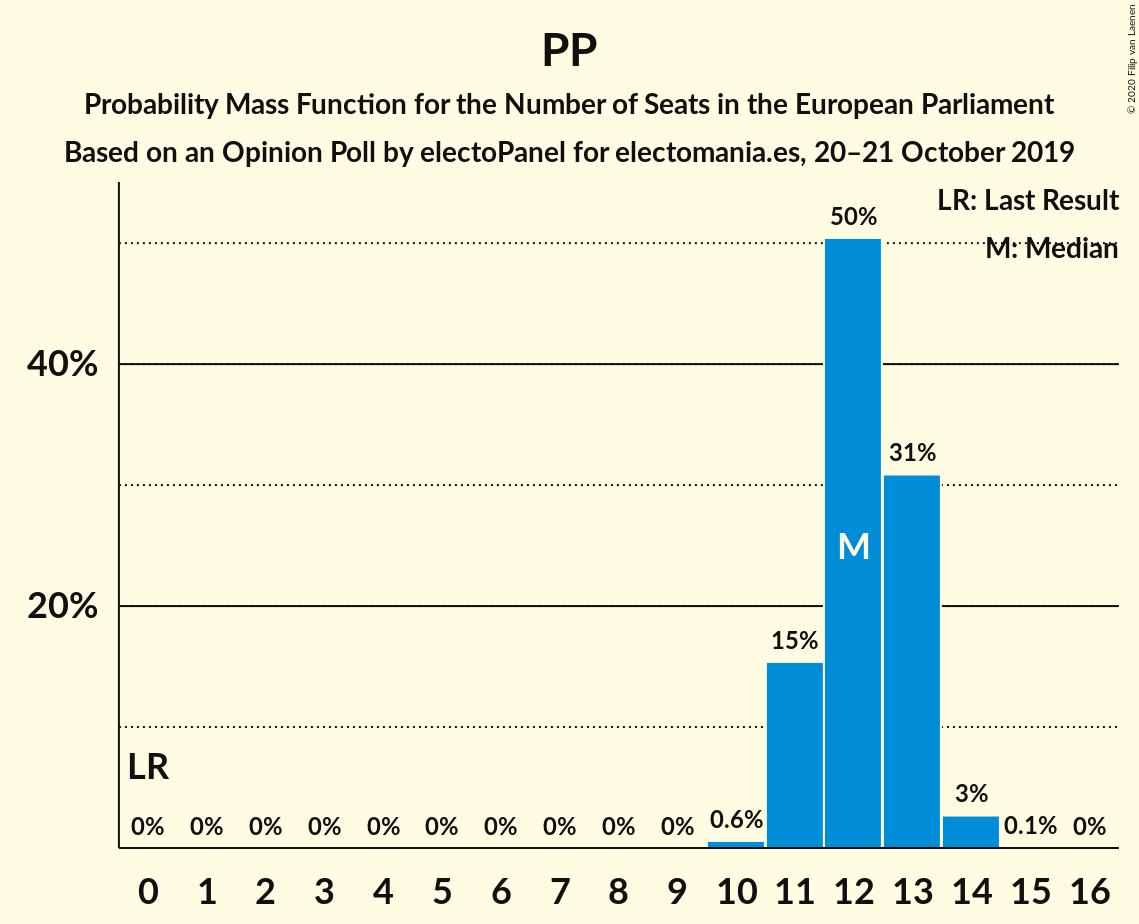 PP
Probability Mass Function for the Number of Seats in the European Parliament
Based on an Opinion Poll by electoPanel for electomania.es, 20–21 October 2019
© 2020 Filip van Laenen
LR: Last Result
M: Median
50%
40%
31%
M
20%
15%
LR
3%
0% 0% 0% 0% 0% 0% 0% 0% 0% 0% 0.6% 0.1% 0%
0 1 2 3 4 5 6 7 8 9 10 11 12 13 14 15 16